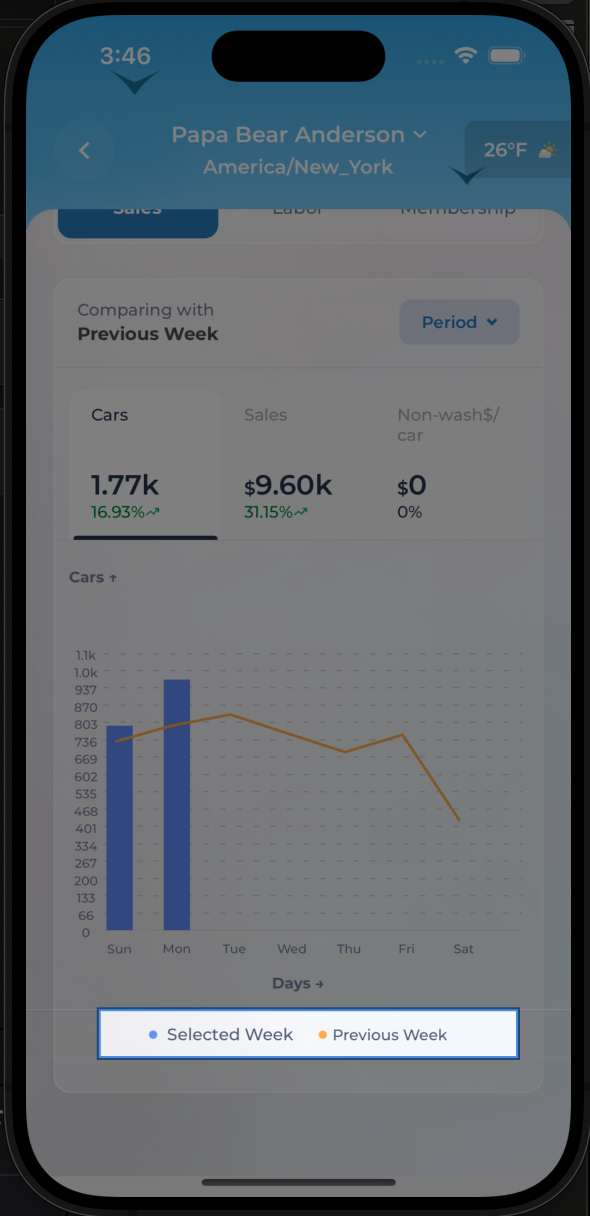 3:46
Papa Bear Anderson
America/New_York
26°F
Sales Labor Membership
Comparing with
Previous Week
Period
Cars
Sales
Non-wash$/
car
1.77k
$9.60k
$0
16.93%
31.15%
0%
Cars ↑
1.1k
1.0k
937
870
803
736
669
602
535
468
401
334
267
200
133
66
0
Sun Mon Tue Wed Thu Fri Sat
Days →
Selected Week Previous Week